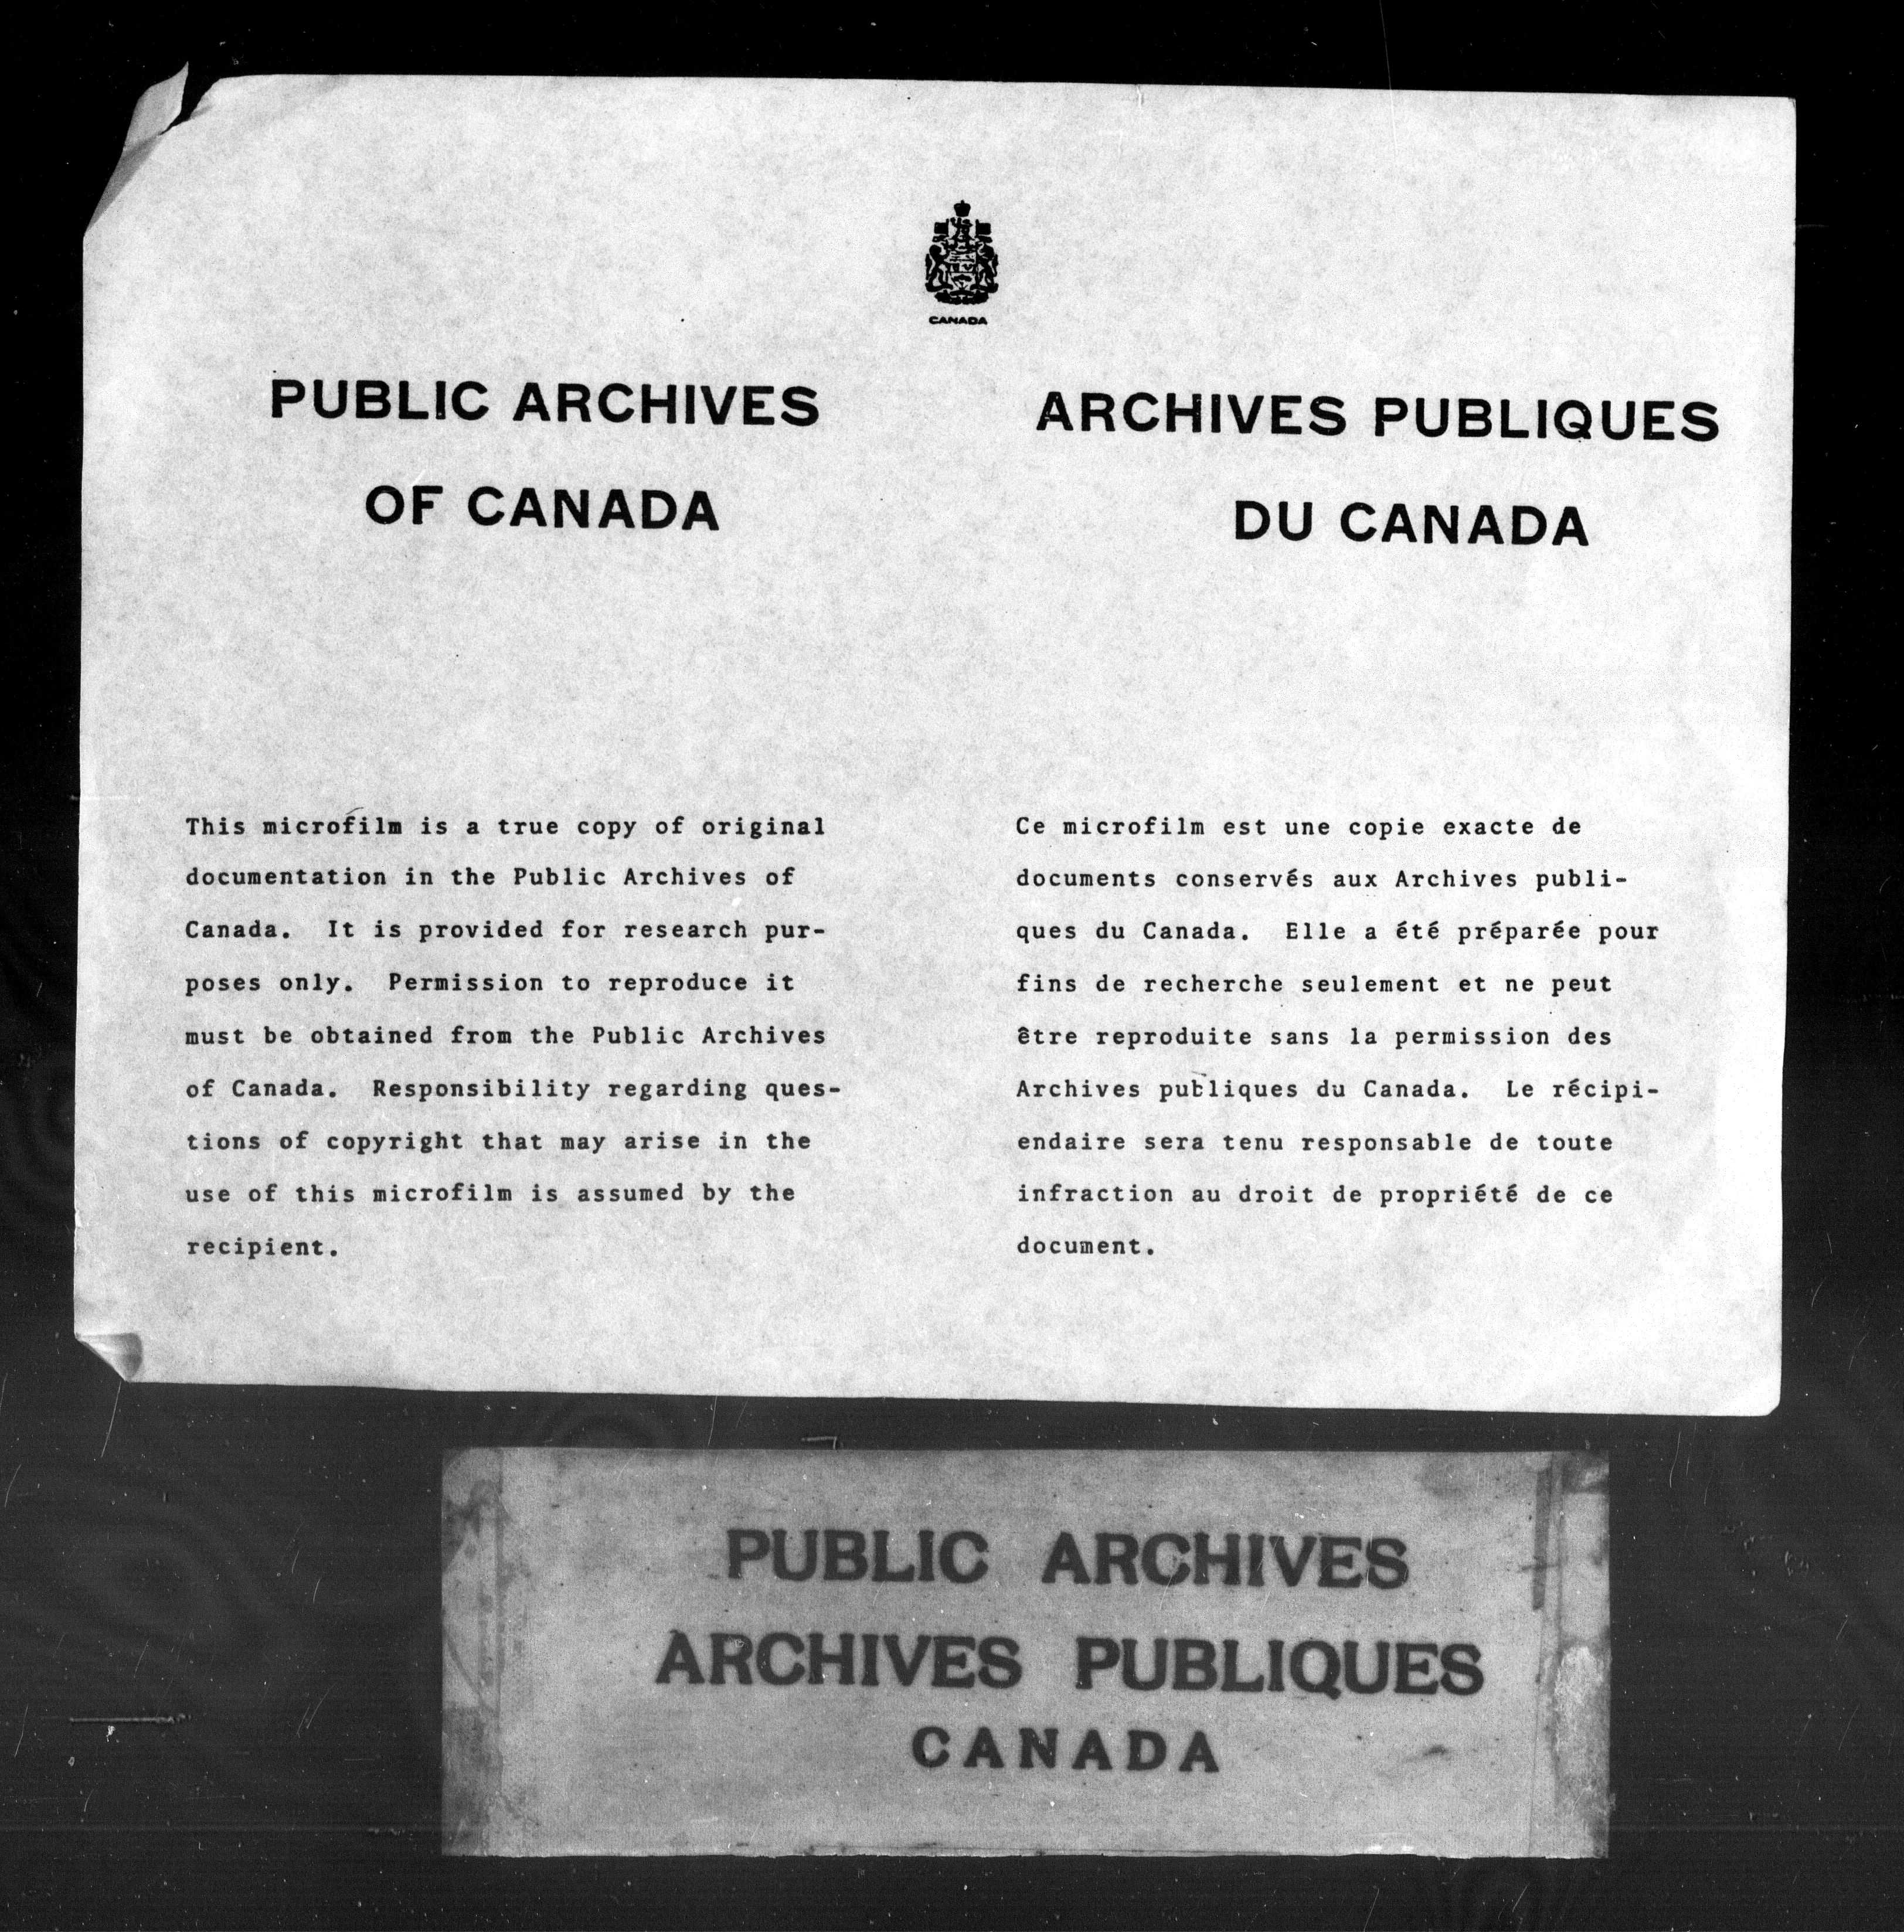 CANADA
PUBLIC ARCHIVES
OF CANADA
This microfilm is a true copy of original
documentation in the Public Archives of
Canada. It is provided for research pur-
poses only. Permission to reproduce it
must be obtained from the Public Archives
of Canada. Responsibility regarding ques-
tions of copyright that may arise in the
use of this microfilm is assumed by the
recipient.
ARCHIVES PUBLIQUES
DU CANADA
Ce microfilm est une copie exacte de
documents conservés aux Archives publi-
ques du Canada. Elle a été préparée pour
fins de recherche seulement et ne peut
être reproduite sans la permission des
Archives publiques du Canada. Le récipi-
endaire sera tenu responsable de toute
infraction au droit de propriété de ce
document.
PUBLIC ARCHIVES
ARCHIVES PUBLIQUES
CANADA